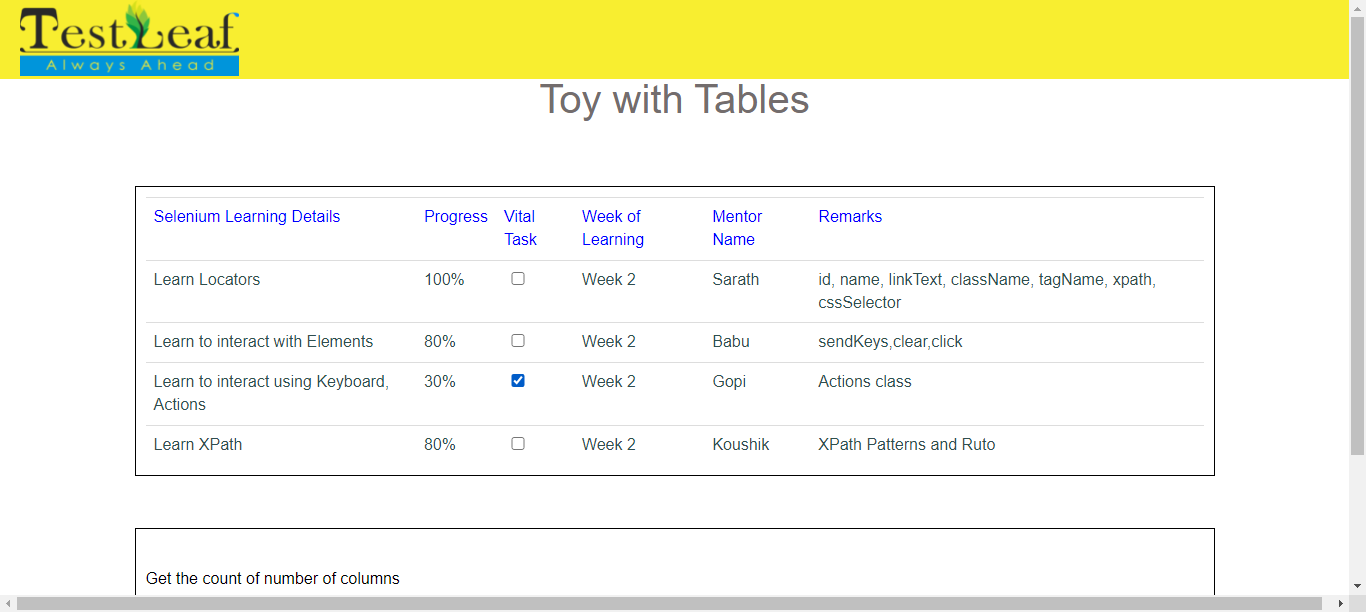 TestLeaf
Always Ahead
Toy with Tables
Selenium Learning Details Progress Vital Task Week of Learning Mentor Name Remarks
Learn Locators 100% Week 2 Sarath id, name, linkText, className, tagName, xpath,
cssSelector
Learn to interact with Elements 80% Week 2 Babu sendKeys,clear,click
Learn to interact using Keyboard, 30% Week 2 Gopi Actions class
Actions
Learn XPath 80% Week 2 Koushik XPath Patterns and Ruto
Get the count of number of columns